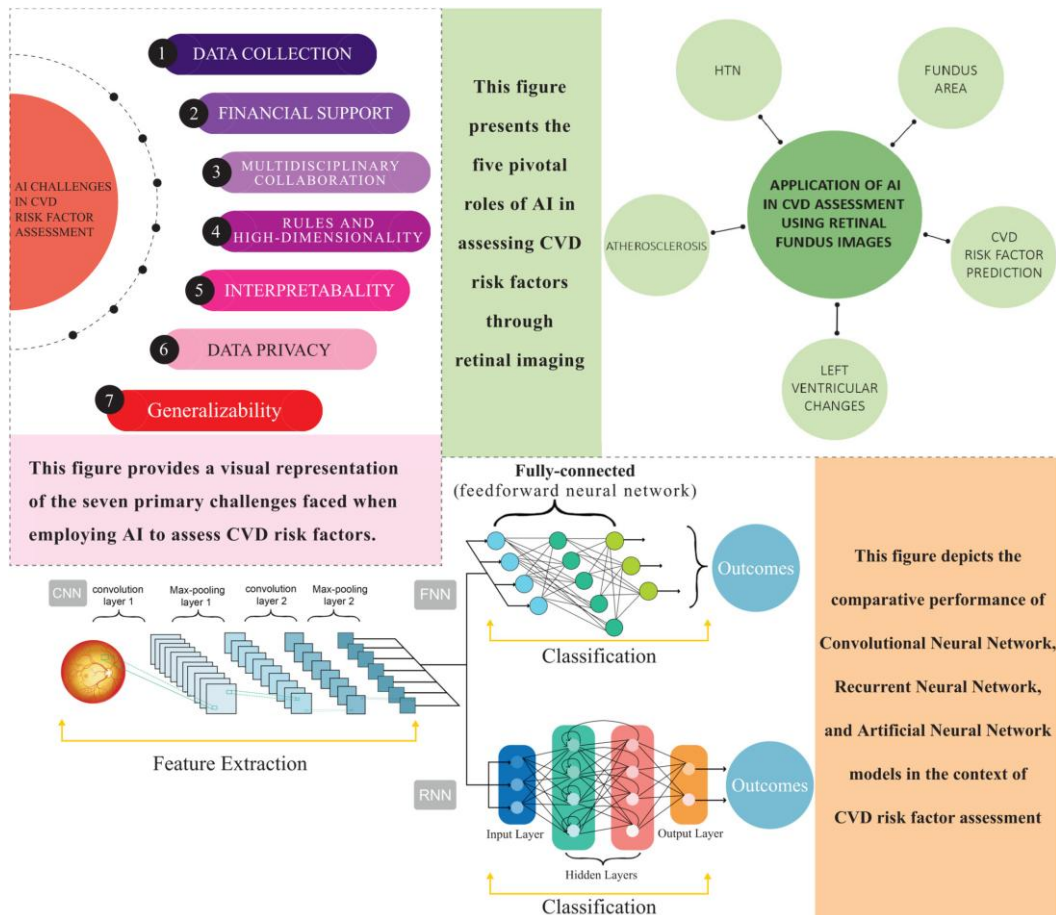 AI CHALLENGES
IN CVD
RISK FACTOR
ASSESSMENT
1 DATA COLLECTION
2 FINANCIAL SUPPORT
3 MULTIDISCIPLINARY
COLLABORATION
4 RULES AND
HIGH-DIMENSIONALITY
5 INTERPRETABALITY
6 DATA PRIVACY
7 Generalizability
This figure provides a visual representation
of the seven primary challenges faced when
employing AI to assess CVD risk factors.
This figure
presents the
five pivotal
roles of AI in
assessing CVD
risk factors
through
retinal imaging
HTN
FUNDUS
AREA
APPLICATION OF AI
IN CVD ASSESSMENT
USING RETINAL
FUNDUS IMAGES
ATHEROSCLEROSIS
CVD
RISK FACTOR
PREDICTION
LEFT
VENTRICULAR
CHANGES
CNN
convolution
layer 1
Max-pooling
layer 1
convolution
layer 2
Max-pooling
layer 2
Feature Extraction
FNN
Fully-connected
(feedforward neural network)
Outcomes
Classification
RNN
Input Layer
Hidden Layers
Output Layer
Outcomes
Classification
This figure depicts the
comparative performance of
Convolutional Neural Network,
Recurrent Neural Network,
and Artificial Neural Network
models in the context of
CVD risk factor assessment